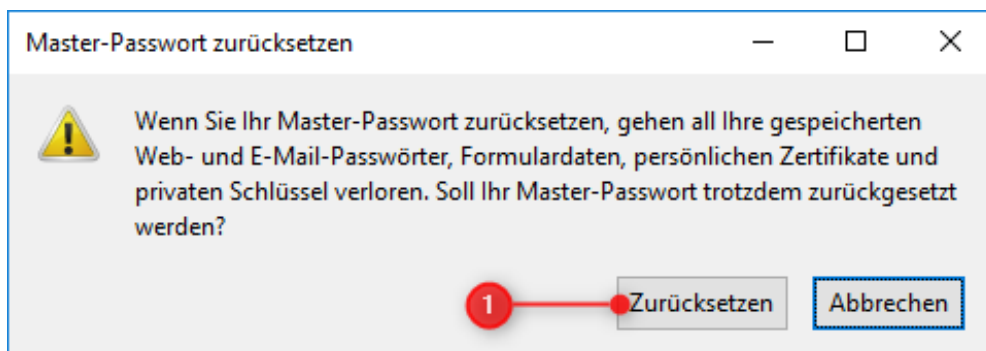 Master-Passwort zurücksetzen
Wenn Sie Ihr Master-Passwort zurücksetzen, gehen all Ihre gespeicherten
Web- und E-Mail-Passwörter, Formulardaten, persönlichen Zertifikate und
privaten Schlüssel verloren. Soll Ihr Master-Passwort trotzdem zurückgesetzt
werden?
1 Zurücksetzen Abbrechen